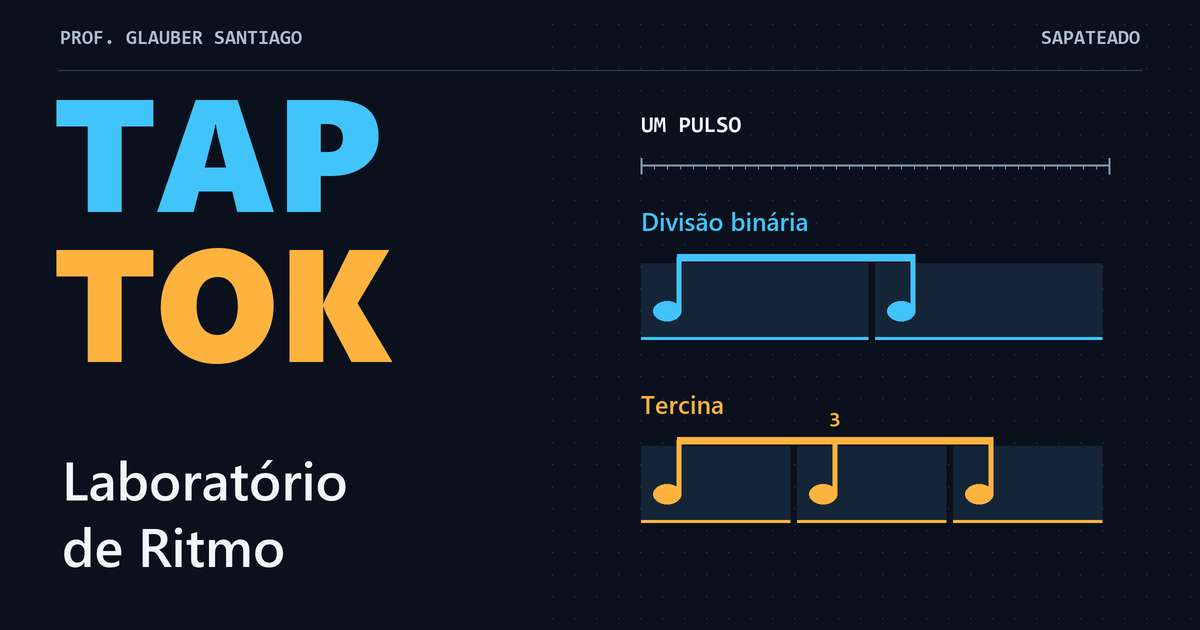 PROF. GLAUBER SANTIAGO
SAPATEADO
TAP
TOK
Laboratório
de Ritmo
UM PULSO
Divisão binária
Tercina
3